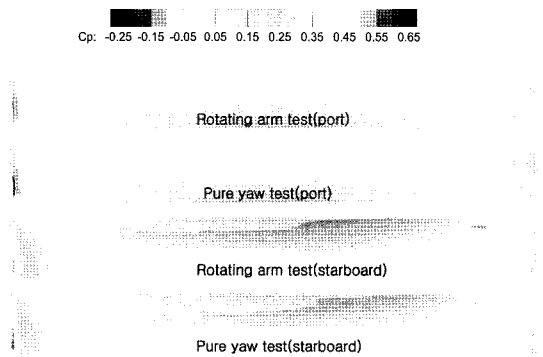 Cp: -0.25 -0.15 -0.05 0.05 0.15 0.25 0.35 0.45 0.55 0.65
Rotating arm test(port)
Pure yaw test(port)
Rotating arm test(starboard)
Pure yaw test(starboard)